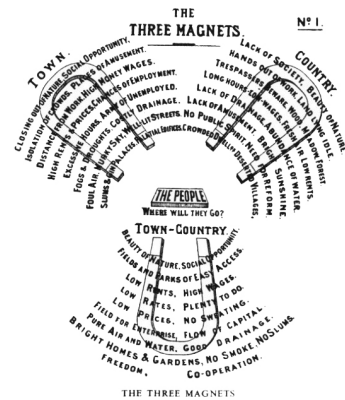 THE
THREE MAGNETS.
No 1.
TOWN.
CLOSING OUT OF NATURE. SOCIAL OPPORTUNITY.
ISOLATION OF CROWDS. PLACES OF AMUSEMENT.
DISTANCE FROM WORK. HIGH MONEY WAGES.
HIGH RENTS & PRICES. CHANCES OF EMPLOYMENT.
EXCESSIVE HOURS. ARMY OF UNEMPLOYED.
FOGS & DROUGHTS. COSTLY DRAINAGE.
FOUL AIR. MURKY SKY. WELL LIT STREETS.
SLUMS & GIN PALACES. PALATIAL EDIFICES.
COUNTRY.
LACK OF SOCIETY. BEAUTY OF NATURE.
HANDS OUT OF WORK. LAND LYING IDLE.
TRESPASSERS BEWARE. WOOD, MEADOW, FOREST
LONG HOURS. LOW WAGES. FRESH AIR. LOW RENTS.
LACK OF DRAINAGE. ABUNDANCE OF WATER.
LACK OF AMUSEMENT. BRIGHT SUNSHINE.
NO PUBLIC SPIRIT. NEED FOR REFORM.
CROWDED DWELLINGS. DESERTED VILLAGES.
THE PEOPLE
WHERE WILL THEY GO?
TOWN-COUNTRY.
BEAUTY OF NATURE. SOCIAL OPPORTUNITY.
FIELDS AND PARKS OF EASY ACCESS.
LOW RENTS, HIGH WAGES.
LOW RATES, PLENTY TO DO.
LOW PRICES, NO SWEATING.
FIELD FOR ENTERPRISE, FLOW OF CAPITAL.
PURE AIR AND WATER, GOOD DRAINAGE.
BRIGHT HOMES & GARDENS, NO SMOKE, NO SLUMS.
FREEDOM, CO-OPERATION.
THE THREE MAGNETS